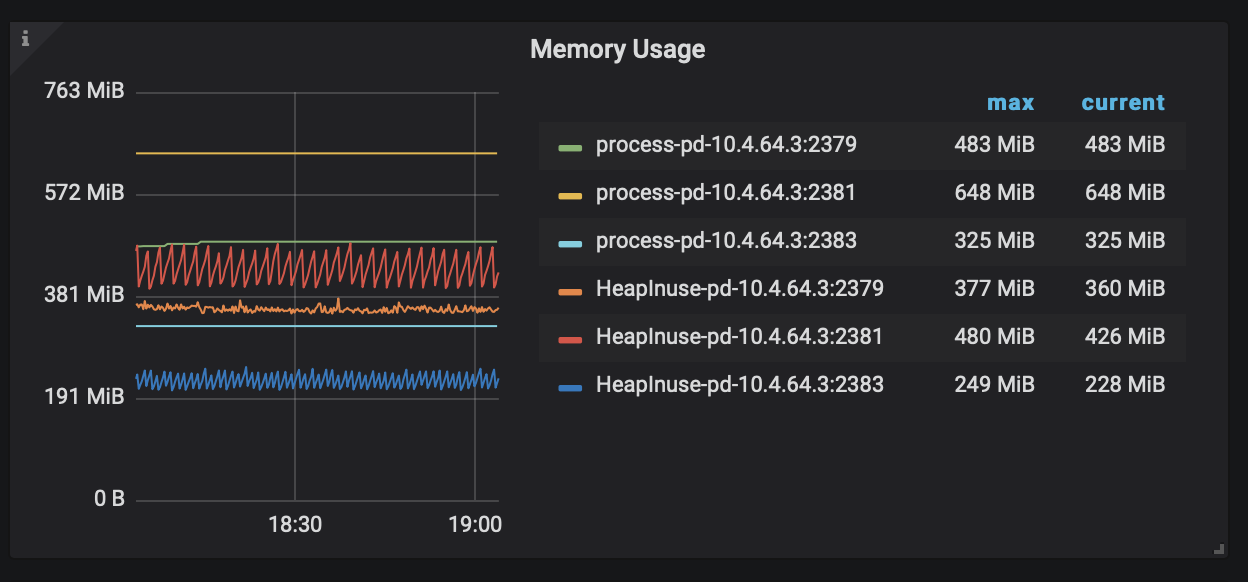 i
Memory Usage
763 MiB
572 MiB
381 MiB
191 MiB
0 B
18:30 19:00
max current
process-pd-10.4.64.3:2379 483 MiB 483 MiB
process-pd-10.4.64.3:2381 648 MiB 648 MiB
process-pd-10.4.64.3:2383 325 MiB 325 MiB
HeapInuse-pd-10.4.64.3:2379 377 MiB 360 MiB
HeapInuse-pd-10.4.64.3:2381 480 MiB 426 MiB
HeapInuse-pd-10.4.64.3:2383 249 MiB 228 MiB